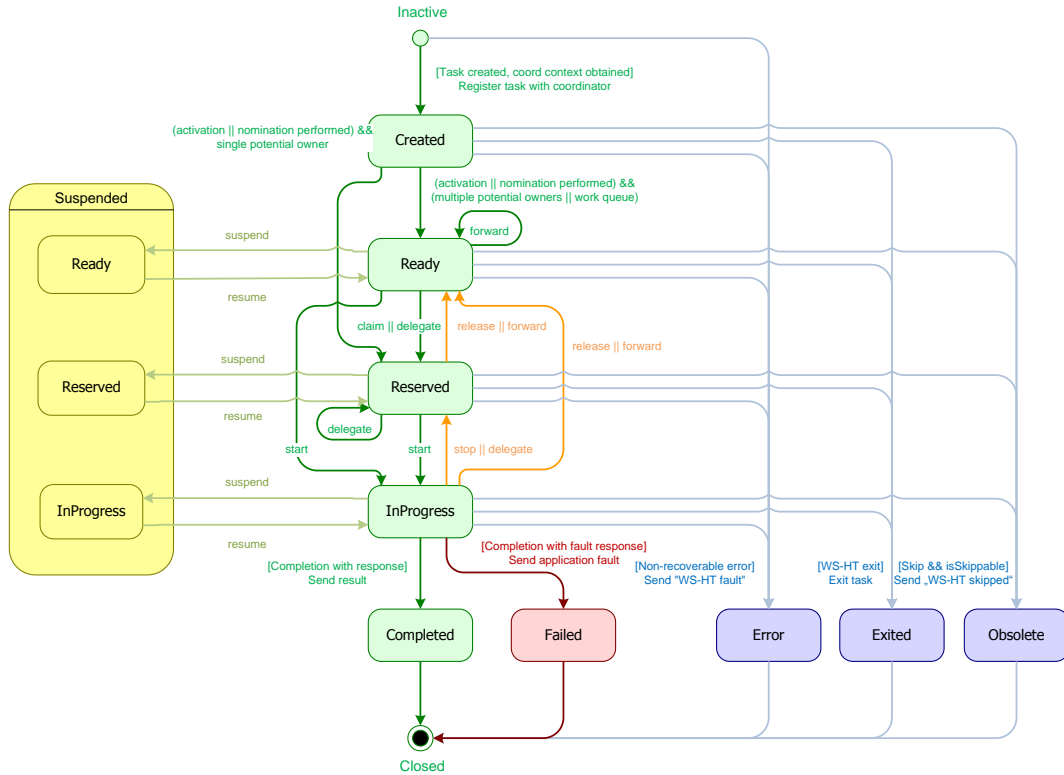 Inactive
[Task created, coord context obtained]
Register task with coordinator
(activation || nomination performed) &&
single potential owner
Created
(activation || nomination performed) &&
(multiple potential owners || work queue)
Suspended
forward
suspend
Ready
Ready
resume
claim || delegate
release || forward
release || forward
suspend
Reserved
Reserved
resume
delegate
start
start
stop || delegate
suspend
InProgress
InProgress
resume
[Completion with fault response]
Send application fault
[Completion with response]
Send result
[Non-recoverable error]
Send "WS-HT fault"
[WS-HT exit]
Exit task
[Skip && isSkippable]
Send „WS-HT skipped“
Completed
Failed
Error
Exited
Obsolete
Closed